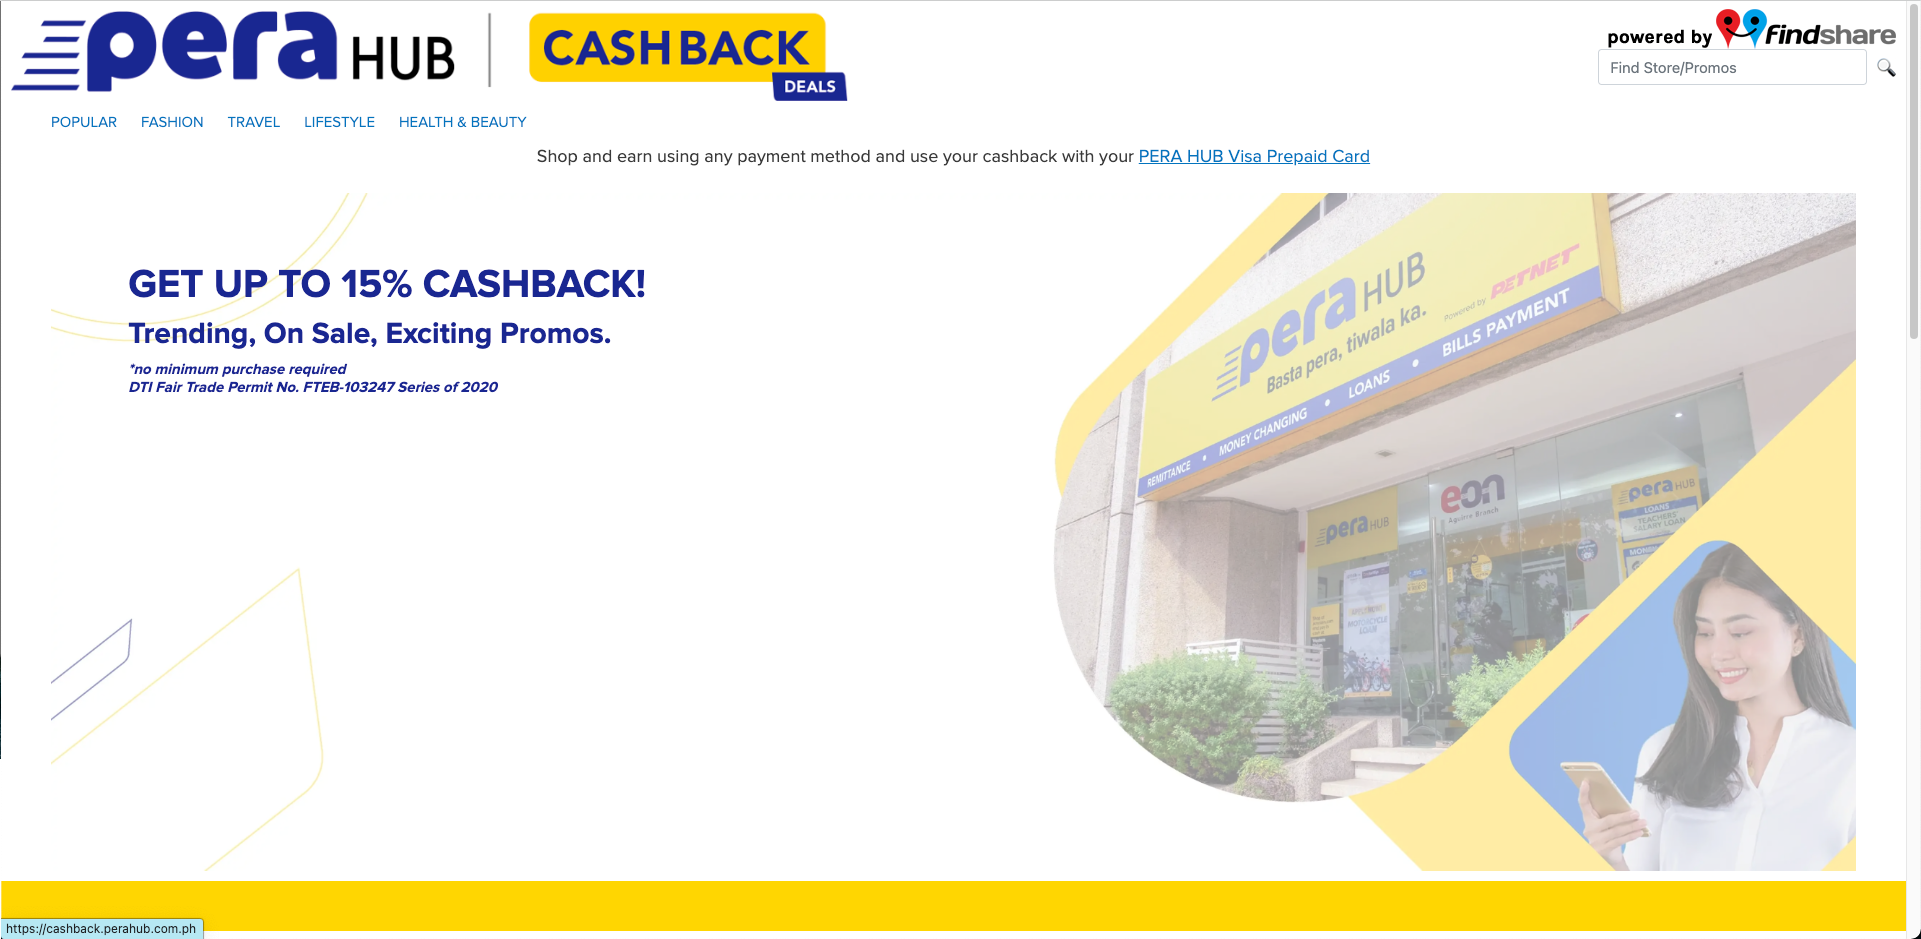 pera HUB
CASHBACK
DEALS
powered by findshare
Find Store/Promos
POPULAR FASHION TRAVEL LIFESTYLE HEALTH & BEAUTY
Shop and earn using any payment method and use your cashback with your PERA HUB Visa Prepaid Card
GET UP TO 15% CASHBACK!
Trending, On Sale, Exciting Promos.
*no minimum purchase required
DTI Fair Trade Permit No. FTEB-103247 Series of 2020
pera HUB
Basta pera, tiwala ka.
Powered by PETNET
REMITTANCE • MONEY CHANGING • LOANS • BILLS PAYMENT
eon
Aguirre Branch
pera HUB
pera HUB
LOANS
TEACHERS'
SALARY LOAN
MOTORCYCLE
LOAN
https://cashback.perahub.com.ph